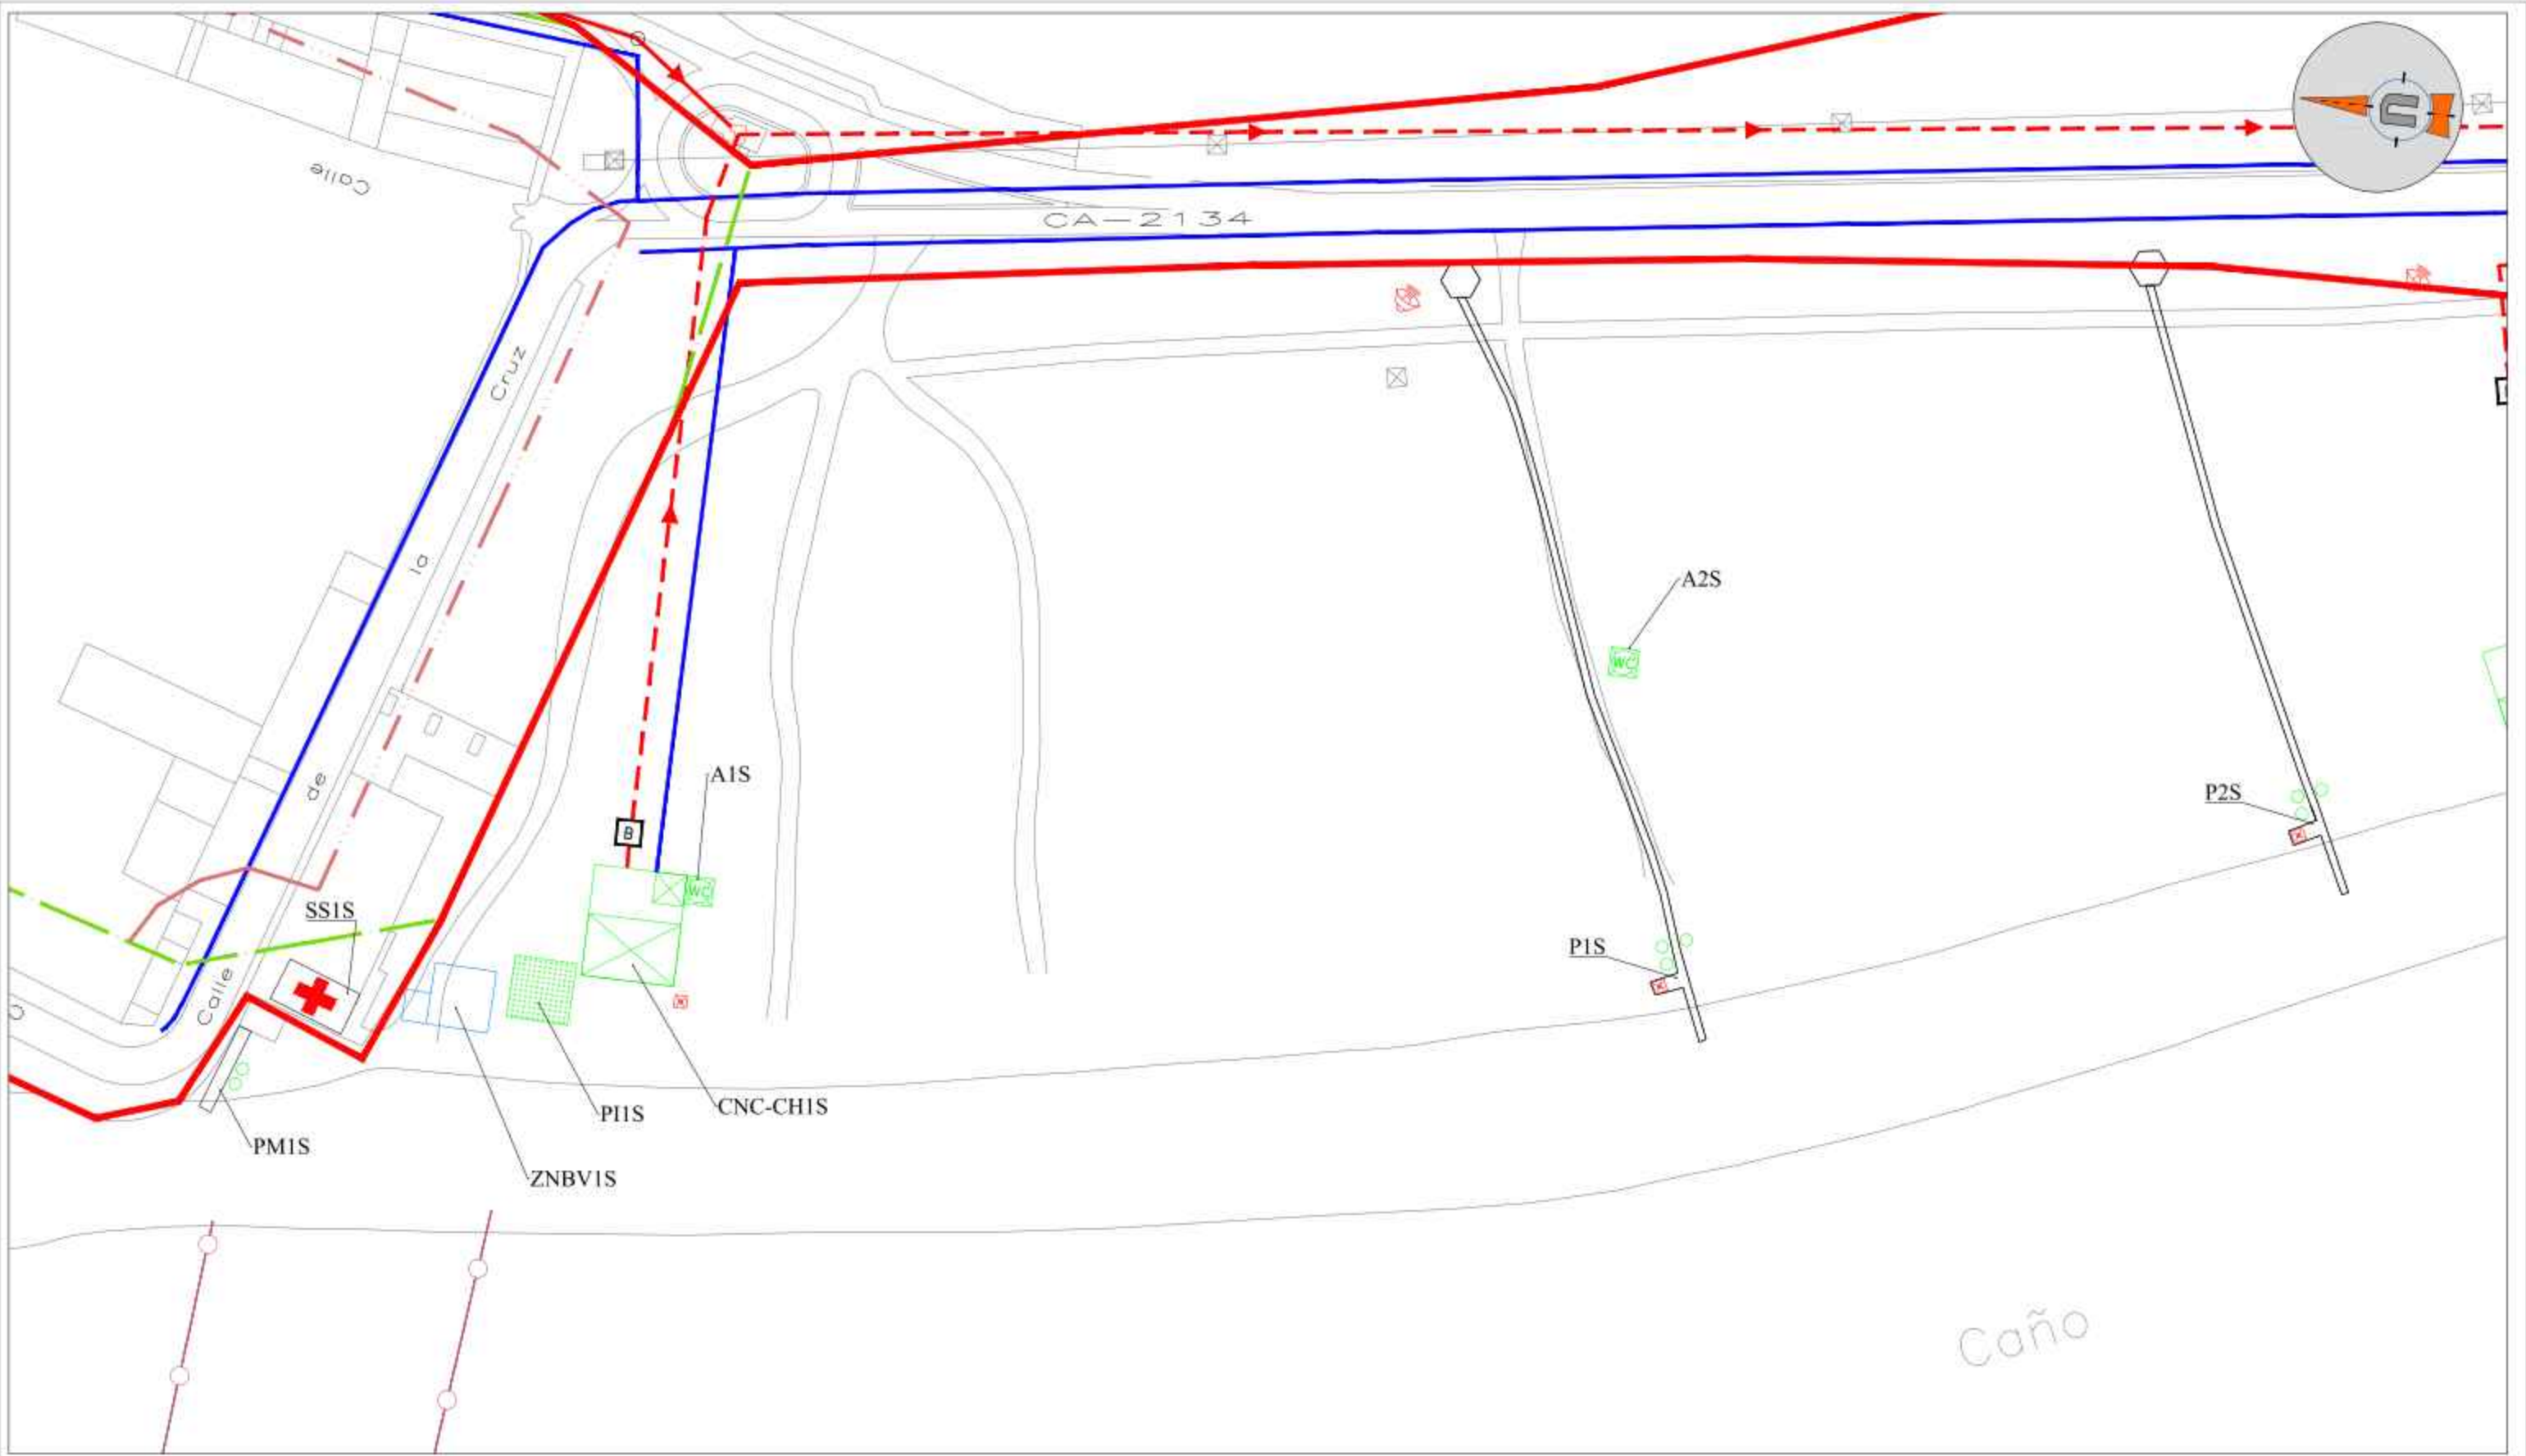 Calle
CA-2134
Cruz
la
A2S
WC
de
A1S
P2S
B
WC
SS1S
P1S
Calle
PI1S
CNC-CH1S
PM1S
ZNBV1S
Caño